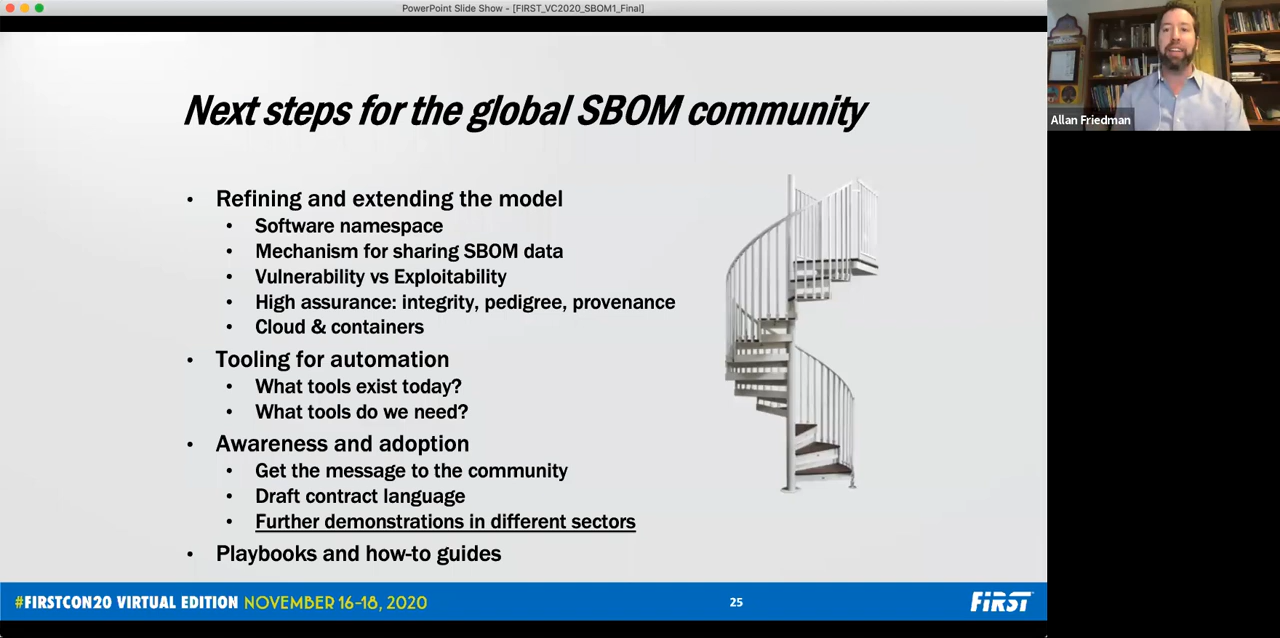 PowerPoint Slide Show - [FIRST_VC2020_SBOM1_Final]
Allan Friedman
Next steps for the global SBOM community
• Refining and extending the model
• Software namespace
• Mechanism for sharing SBOM data
• Vulnerability vs Exploitability
• High assurance: integrity, pedigree, provenance
• Cloud & containers
• Tooling for automation
• What tools exist today?
• What tools do we need?
• Awareness and adoption
• Get the message to the community
• Draft contract language
• Further demonstrations in different sectors
• Playbooks and how-to guides
#FIRSTCON20 VIRTUAL EDITION NOVEMBER 16-18, 2020
25
FiRST